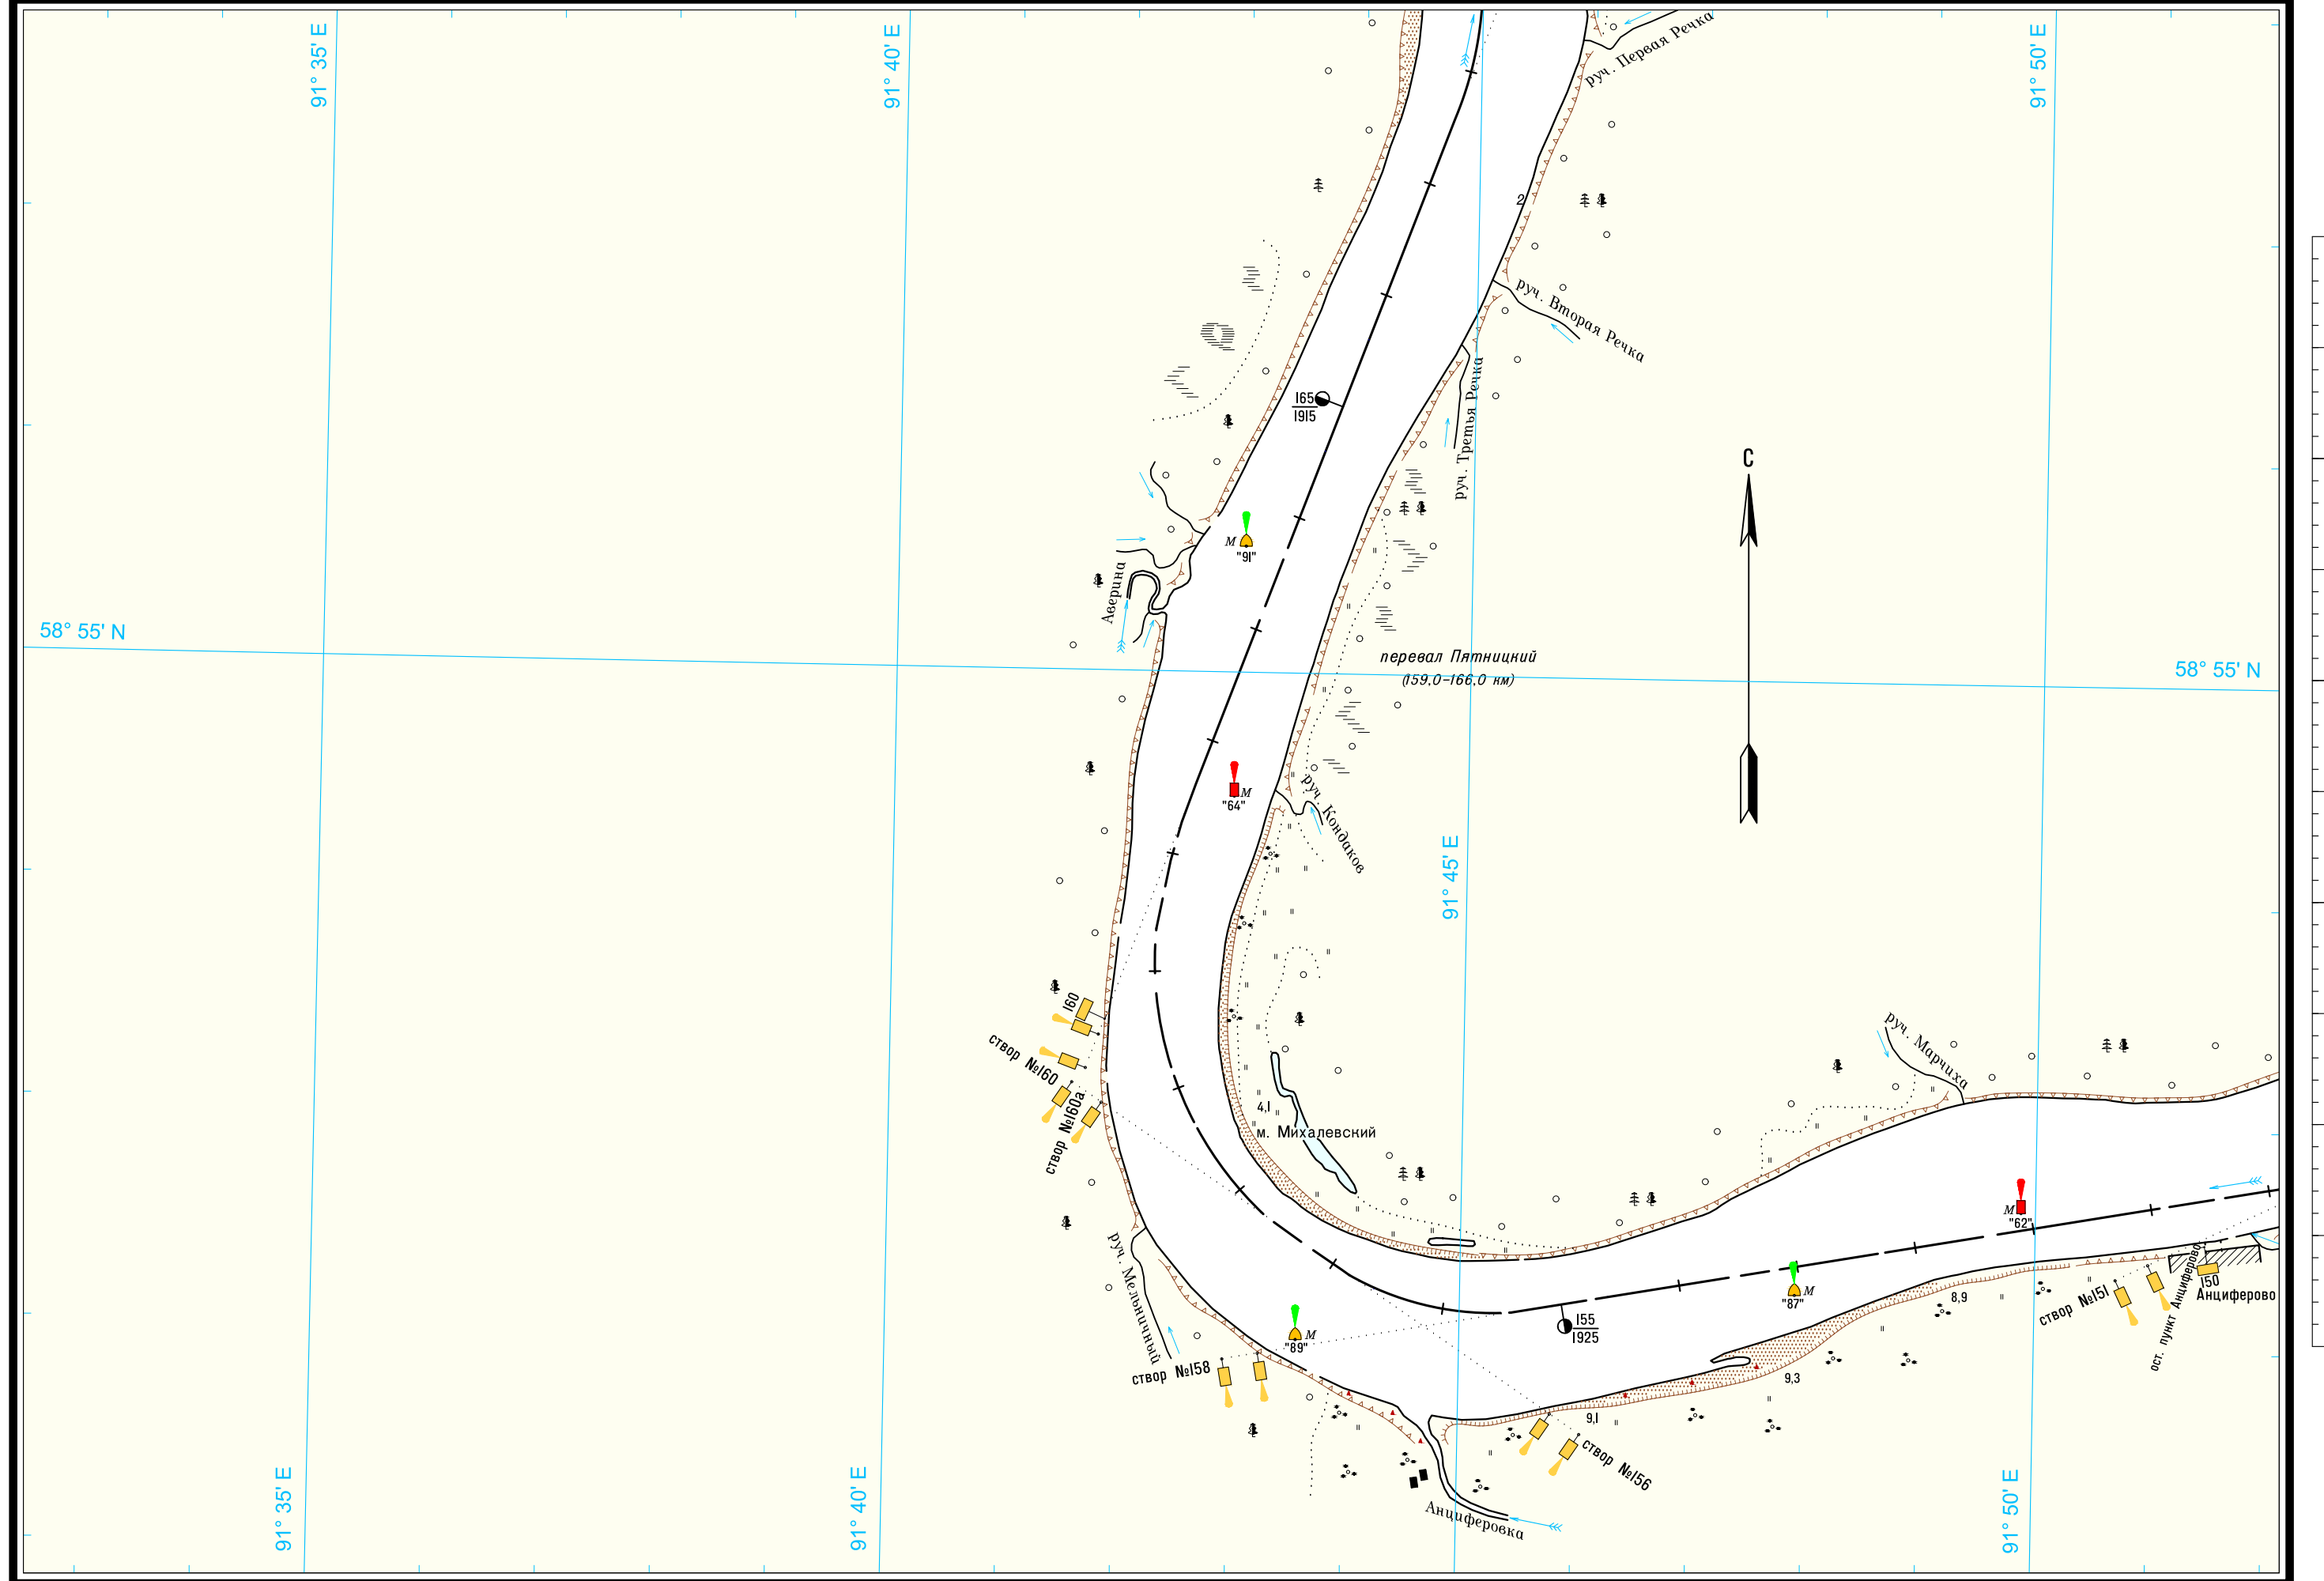 91° 35' E
91° 40' E
91° 50' E
руч. Первая Речка
2
руч. Вторая Речка
165
1915
руч. Третья Речка
С
М
"91"
Аверина
58° 55' N
перевал Пятницкий
(159,0-166,0 км)
58° 55' N
М
"64"
руч. Кондаков
91° 45' E
160
створ №160
створ №160а
руч. Марчиха
4,1
м. Михалевский
М
"62"
руч. Мельничный
ост. пункт Анциферово
150
Анциферово
створ №151
8,9
М
"87"
155
1925
М
"89"
створ №158
9,3
9,1
створ №156
Анциферовка
91° 35' E
91° 40' E
91° 50' E